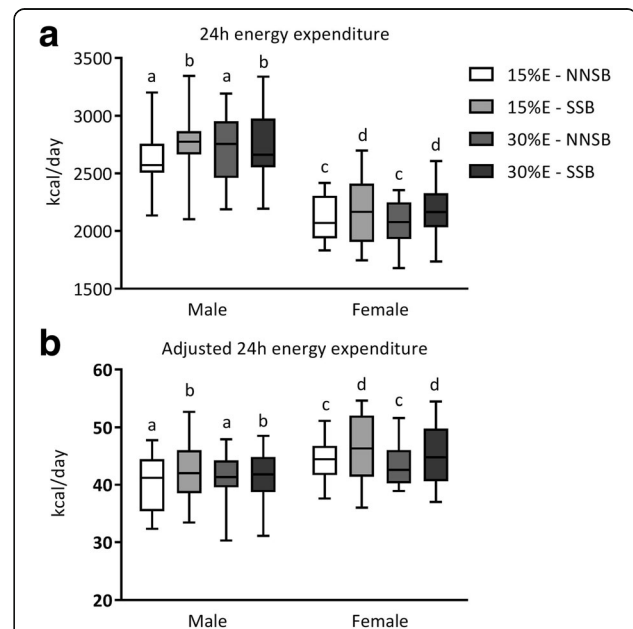 a
24h energy expenditure
3500
3000
2500
2000
1500
kcal/day
a b a b
c d c d
Male Female
15%E - NNSB
15%E - SSB
30%E - NNSB
30%E - SSB
b
Adjusted 24h energy expenditure
60
50
40
30
20
kcal/day
a b a b
c d c d
Male Female